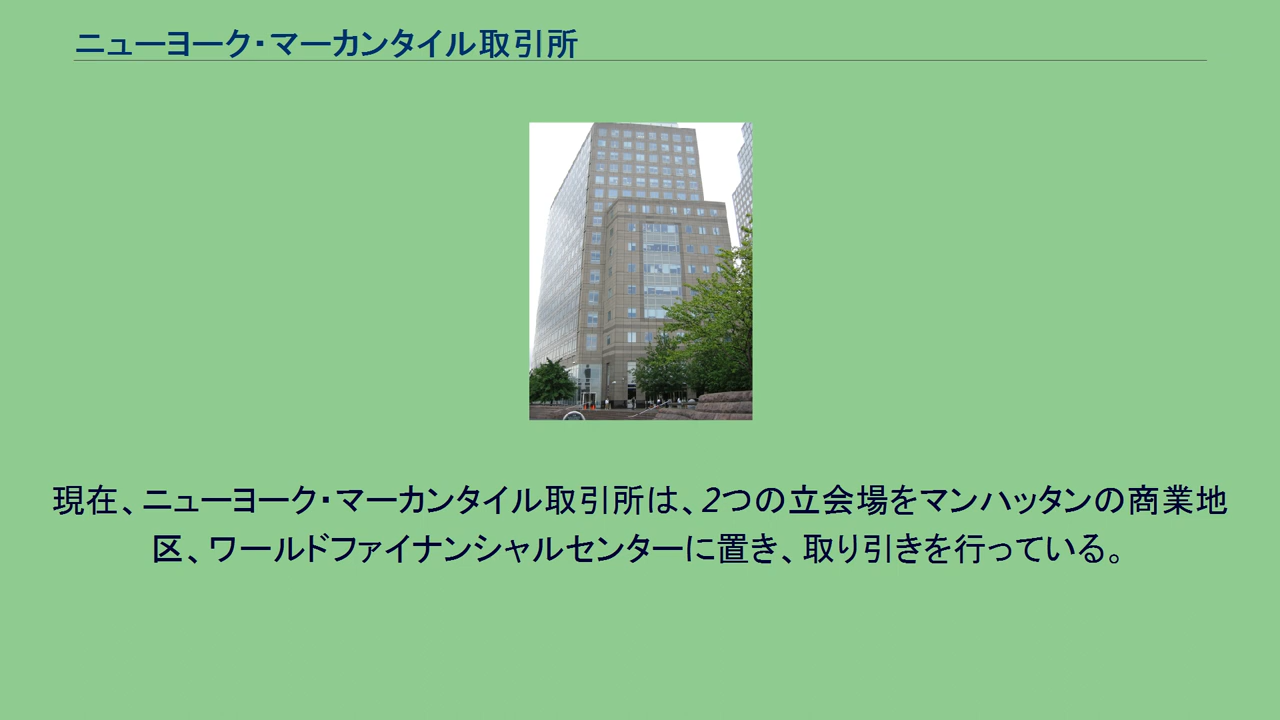 ニューヨーク・マーカンタイル取引所
現在、ニューヨーク・マーカンタイル取引所は、2つの立会場をマンハッタンの商業地
区、ワールドファイナンシャルセンターに置き、取り引きを行っている。